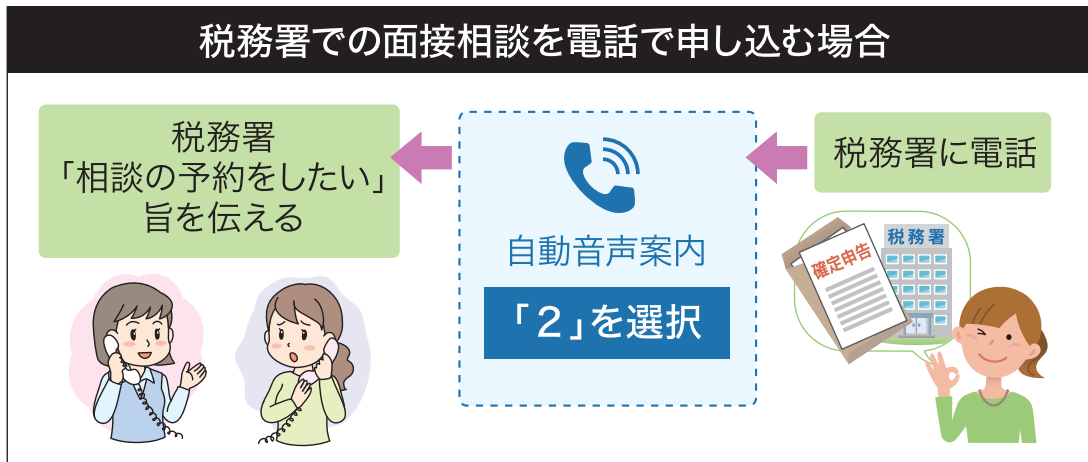 税務署での面接相談を電話で申し込む場合
税務署に電話
税務署
確定申告
自動音声案内
「2」を選択
税務署
「相談の予約をしたい」
旨を伝える